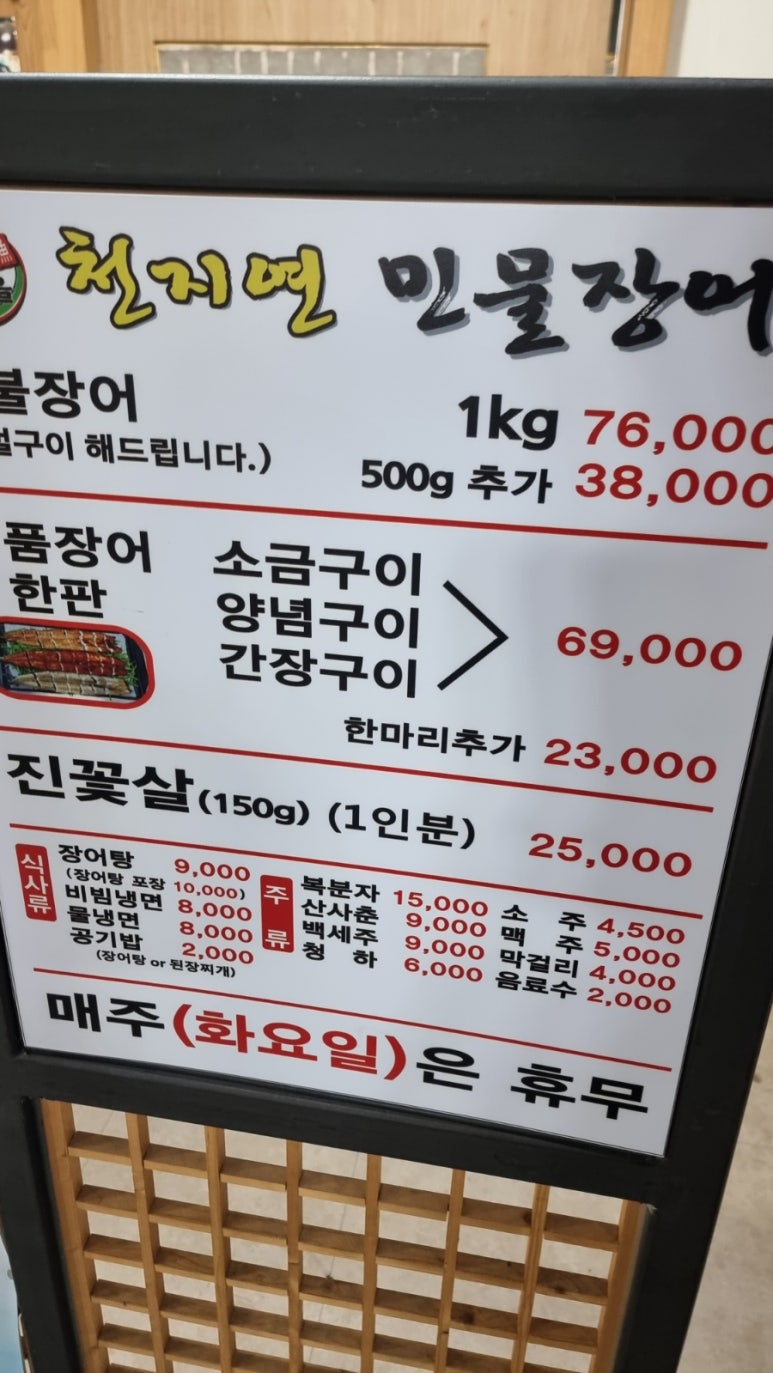 천지연 민물장어
불장어 1kg 76,000
구이 해드립니다.) 500g 추가 38,000
품장어 한판
소금구이
양념구이
간장구이
69,000
한마리추가 23,000
진꽃살(150g) (1인분) 25,000
식사류
장어탕 9,000
(장어탕 포장 10,000)
비빔냉면 8,000
물냉면 8,000
공기밥 2,000
(장어탕 or 된장찌개)
주류
복분자 15,000
산사춘 9,000
백세주 9,000
청하 6,000
소주 4,500
맥주 5,000
막걸리 4,000
음료수 2,000
매주(화요일)은 휴무